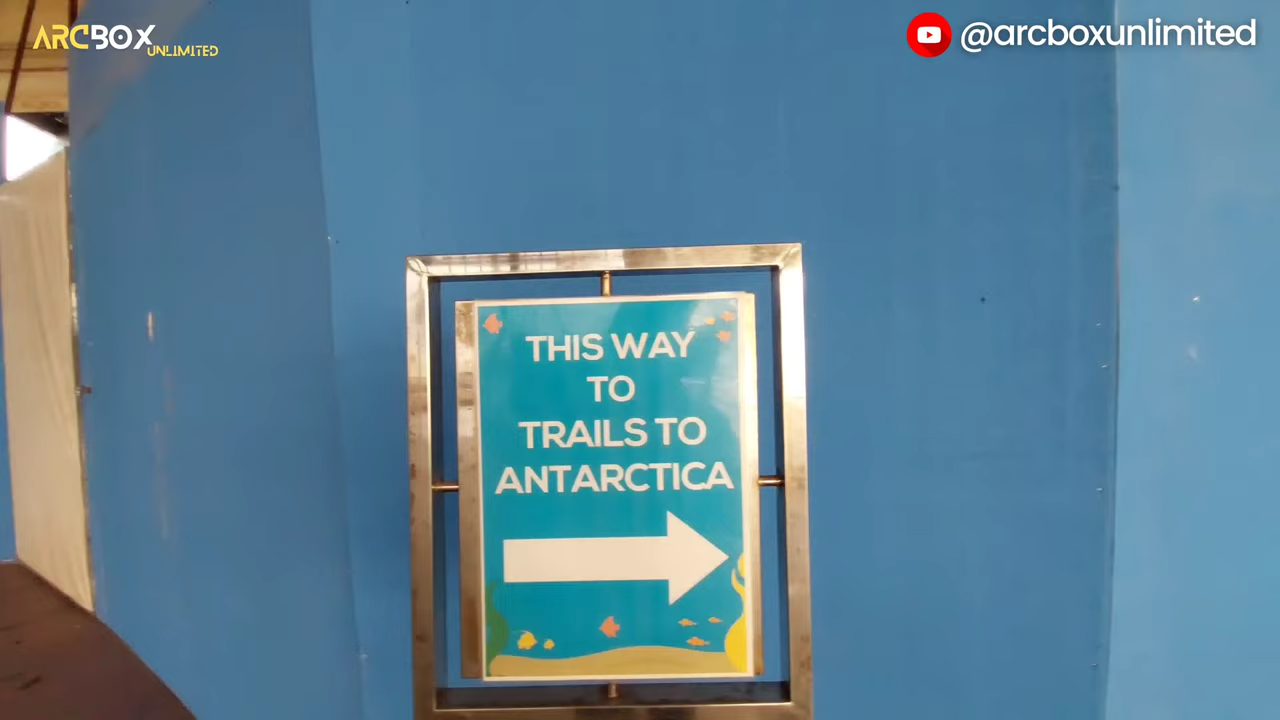 ARCBOX
UNLIMITED
@arcboxunlimited
THIS WAY
TO
TRAILS TO
ANTARCTICA